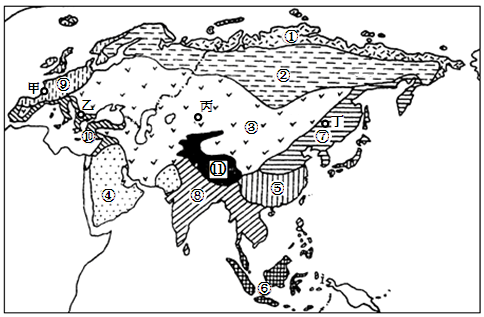 ①
②
甲 ⑨
乙
丙
丁
③
⑦
⑩
⑪
④
⑧
⑤
⑥